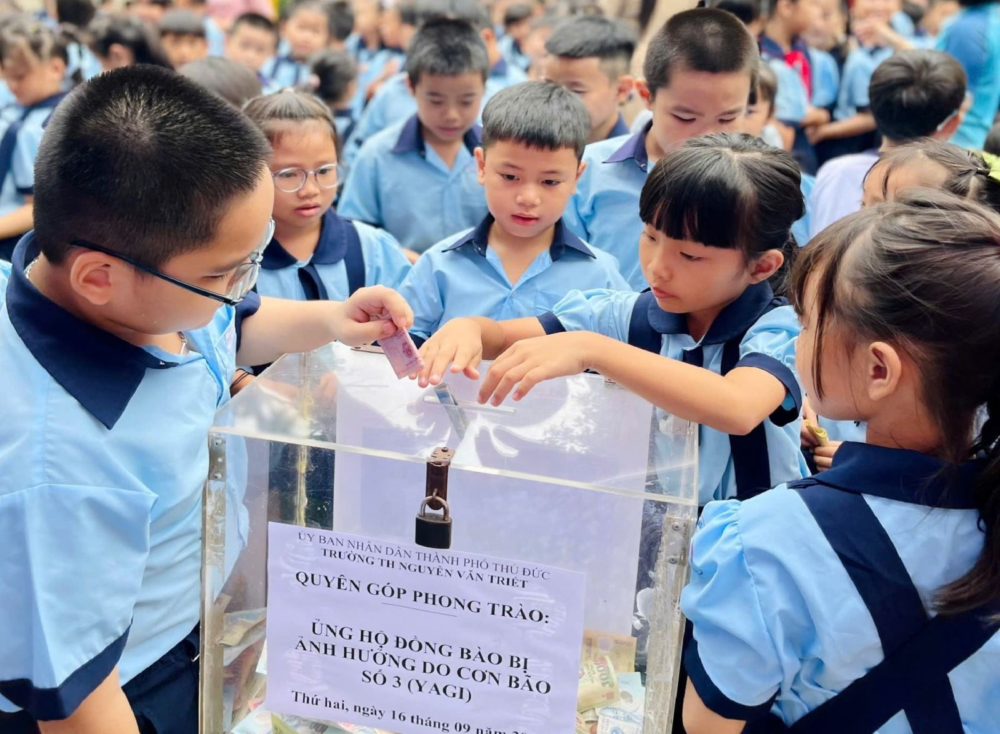 ỦY BAN NHÂN DÂN THÀNH PHỐ THỦ ĐỨC
TRƯỜNG TH NGUYỄN VĂN TRIẾT
QUYÊN GÓP PHONG TRÀO:
ỦNG HỘ ĐỒNG BÀO BỊ
ẢNH HƯỞNG DO CƠN BÃO
SỐ 3 (YAGI)
Thứ hai, ngày 16 tháng 09 năm